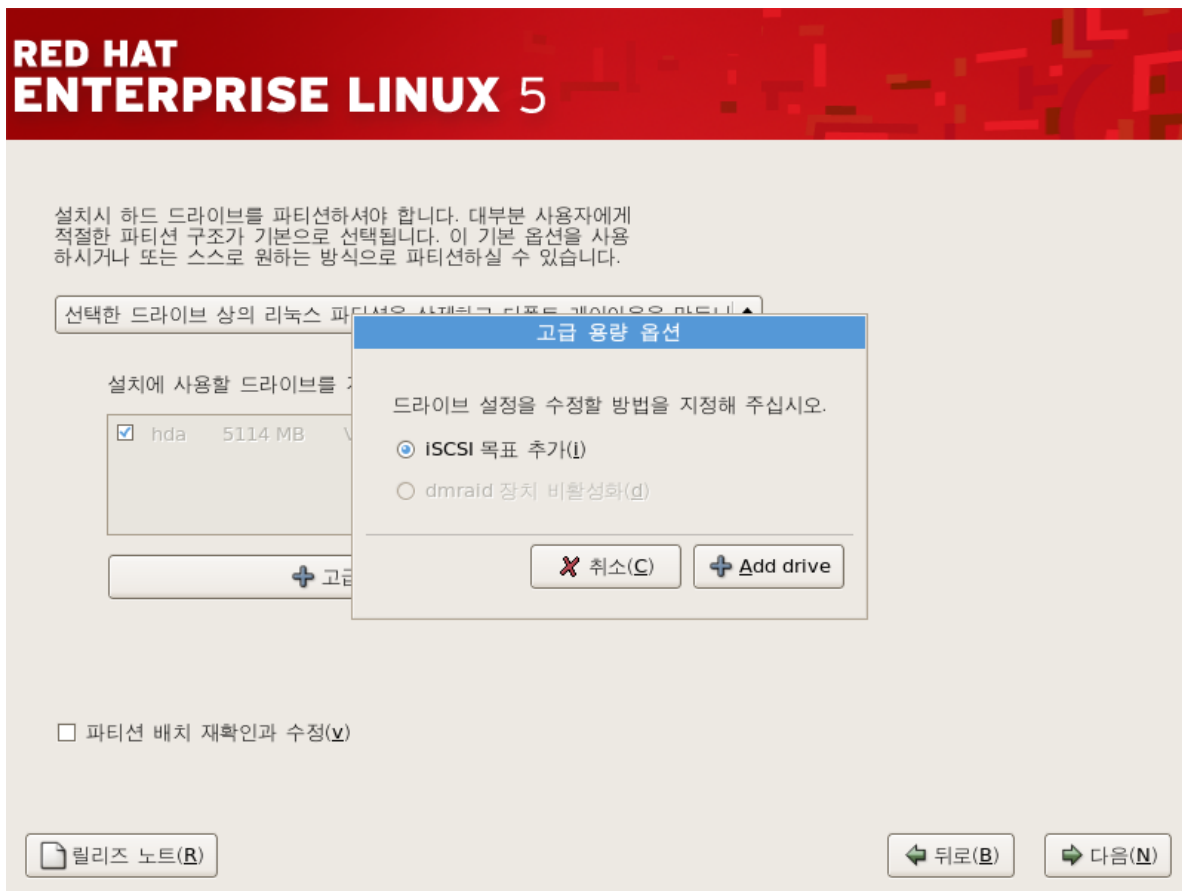 RED HAT
ENTERPRISE LINUX 5
설치시 하드 드라이브를 파티션하셔야 합니다. 대부분 사용자에게
적절한 파티션 구조가 기본으로 선택됩니다. 이 기본 옵션을 사용
하시거나 또는 스스로 원하는 방식으로 파티션하실 수 있습니다.
선택한 드라이브 상의 리눅스
고급 용량 옵션
설치에 사용할 드라이브를
드라이브 설정을 수정할 방법을 지정해 주십시오.
hda 5114 MB
iSCSI 목표 추가(i)
dmraid 장치 비활성화(d)
고급
취소(C) Add drive
파티션 배치 재확인과 수정(v)
릴리즈 노트(R) 뒤로(B) 다음(N)